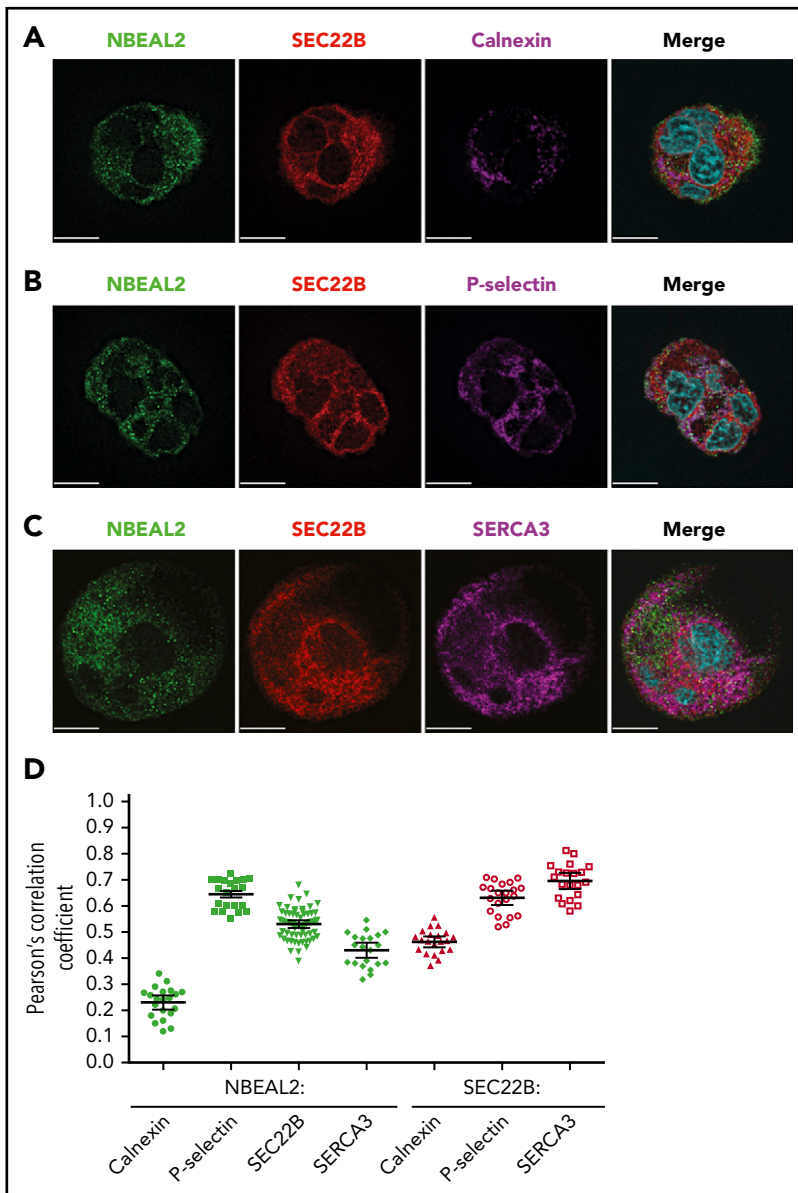 A
NBEAL2 SEC22B Calnexin Merge
B
NBEAL2 SEC22B P-selectin Merge
C
NBEAL2 SEC22B SERCA3 Merge
D
Pearson's correlation
coefficient
1.0
0.9
0.8
0.7
0.6
0.5
0.4
0.3
0.2
0.1
0.0
NBEAL2: SEC22B:
Calnexin P-selectin SEC22B SERCA3 Calnexin P-selectin SERCA3